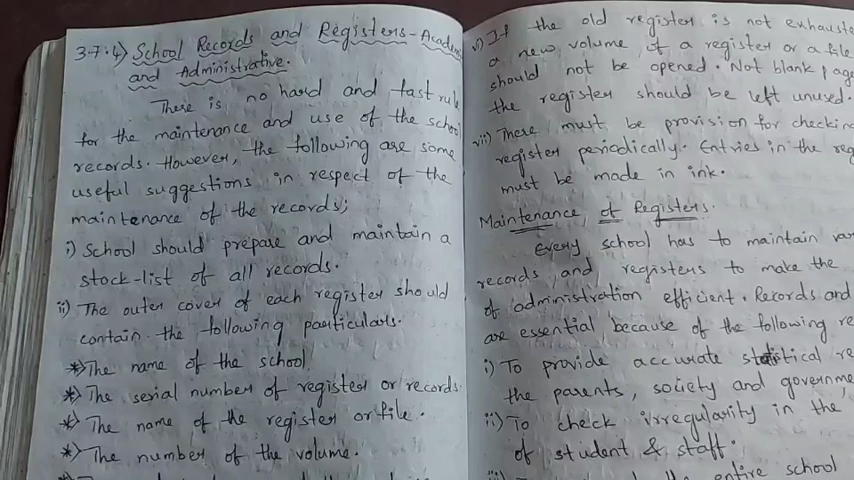 3.7.4) School Records and Registers - Academ
and Administrative.
There is no hard and fast rule
for the maintenance and use of the school
records. However, the following are some
useful suggestions in respect of the
maintenance of the records;
i) School should prepare and maintain a
stock-list of all records.
ii) The outer cover of each register should
contain the following particulars.
*) The name of the school
*) The serial number of register or records.
*) The name of the register or file.
*) The number of the volume.
vi) If the old register is not exhauste
a new volume of a register or a file
should not be opened. Not blank page
the register should be left unused.
vii) There must be provision for checking
register periodically. Entries in the reg
must be made in ink.
Maintenance of Registers.
Every school has to maintain var
records and registers to make the
of administration efficient. Records and
are essential because of the following re
i) To provide accurate statistical re
the parents, society and governme
ii) To check irregularity in the
of student & staff.
entire school